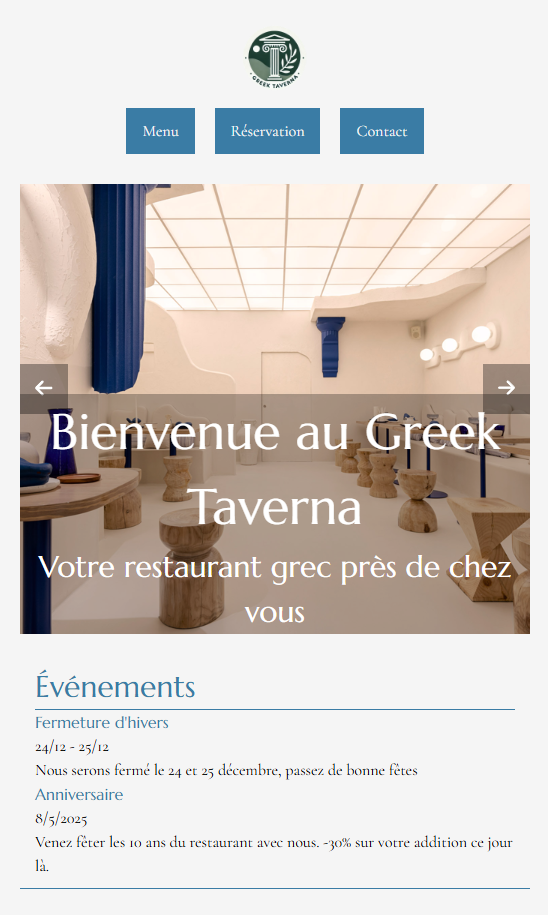 GREEK TAVERNA
Menu
Réservation
Contact
Bienvenue au Greek
Taverna
Votre restaurant grec près de chez
vous
Événements
Fermeture d'hivers
24/12 - 25/12
Nous serons fermé le 24 et 25 décembre, passez de bonne fêtes
Anniversaire
8/5/2025
Venez fêter les 10 ans du restaurant avec nous. -30% sur votre addition ce jour
là.